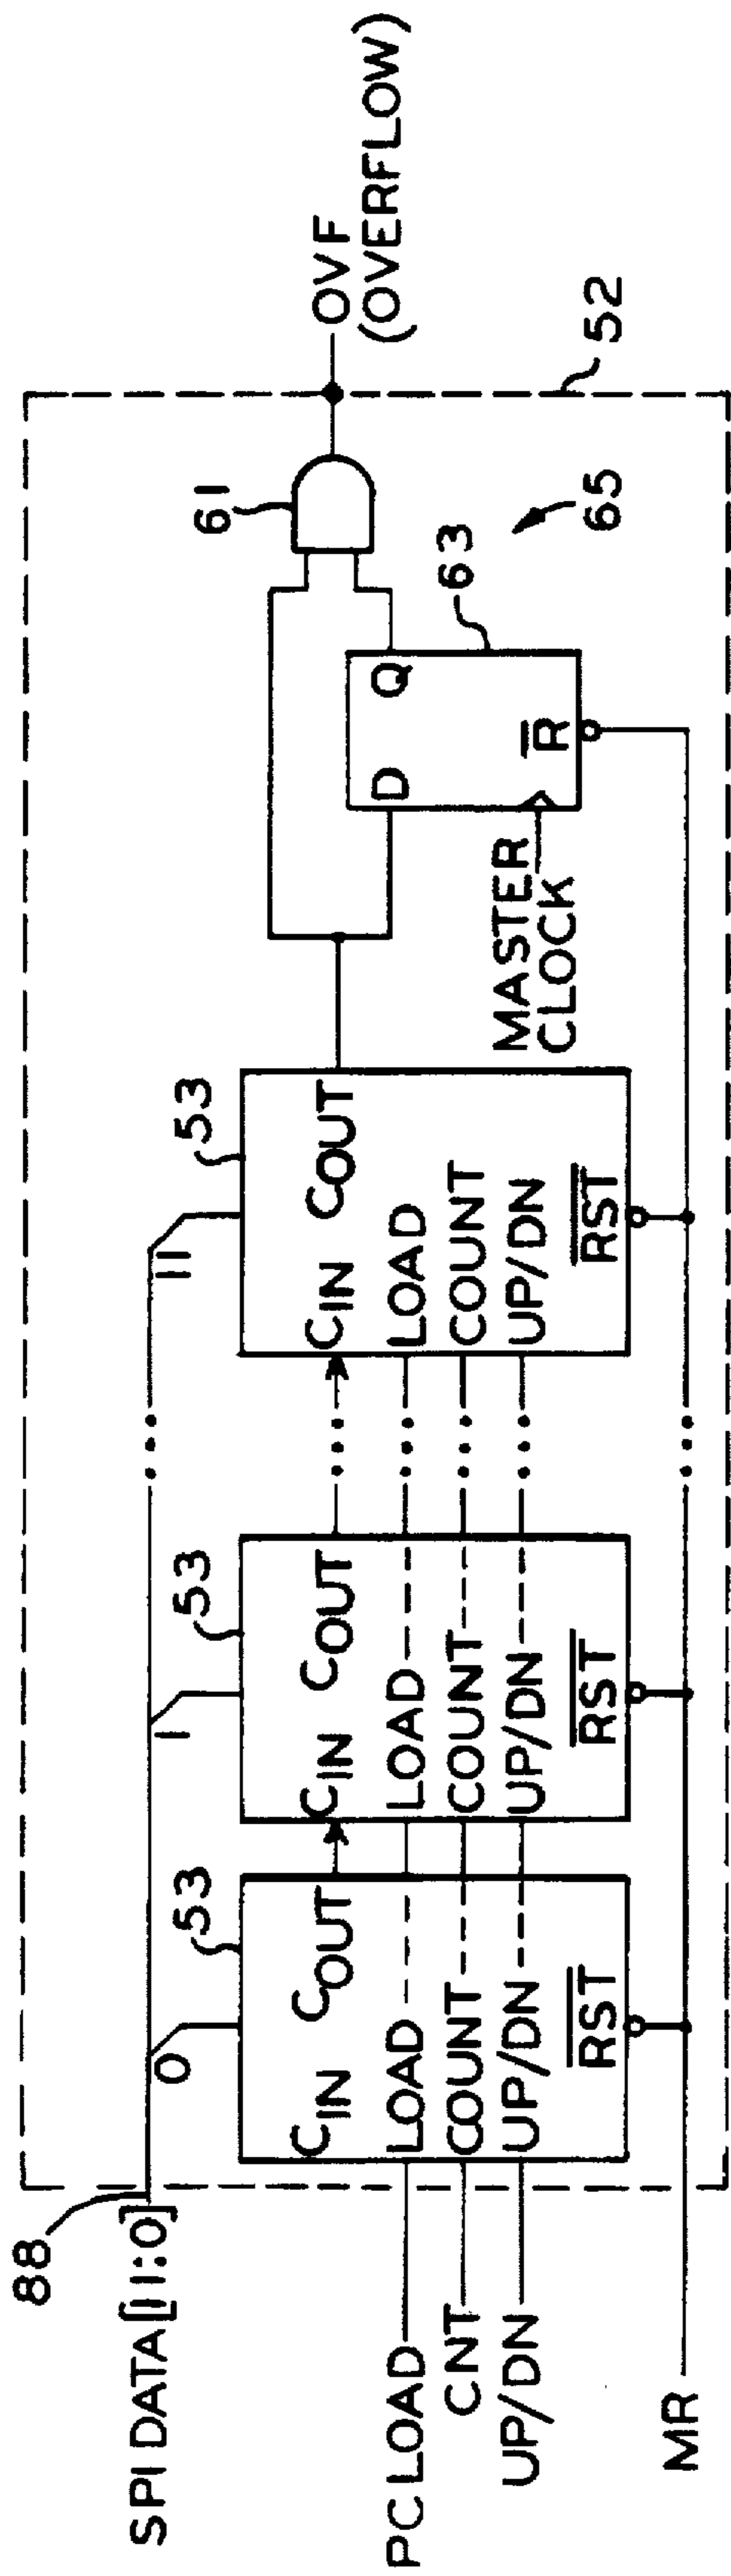 88
SPI DATA[11:0]
PC LOAD
CNT
UP/DN
MR
0
53
CIN COUT
LOAD
COUNT
UP/DN
RST
1
53
CIN COUT
LOAD
COUNT
UP/DN
RST
11
53
CIN COUT
LOAD
COUNT
UP/DN
RST
MASTER
CLOCK
D Q
R
63
61
65
52
OVF
(OVERFLOW)